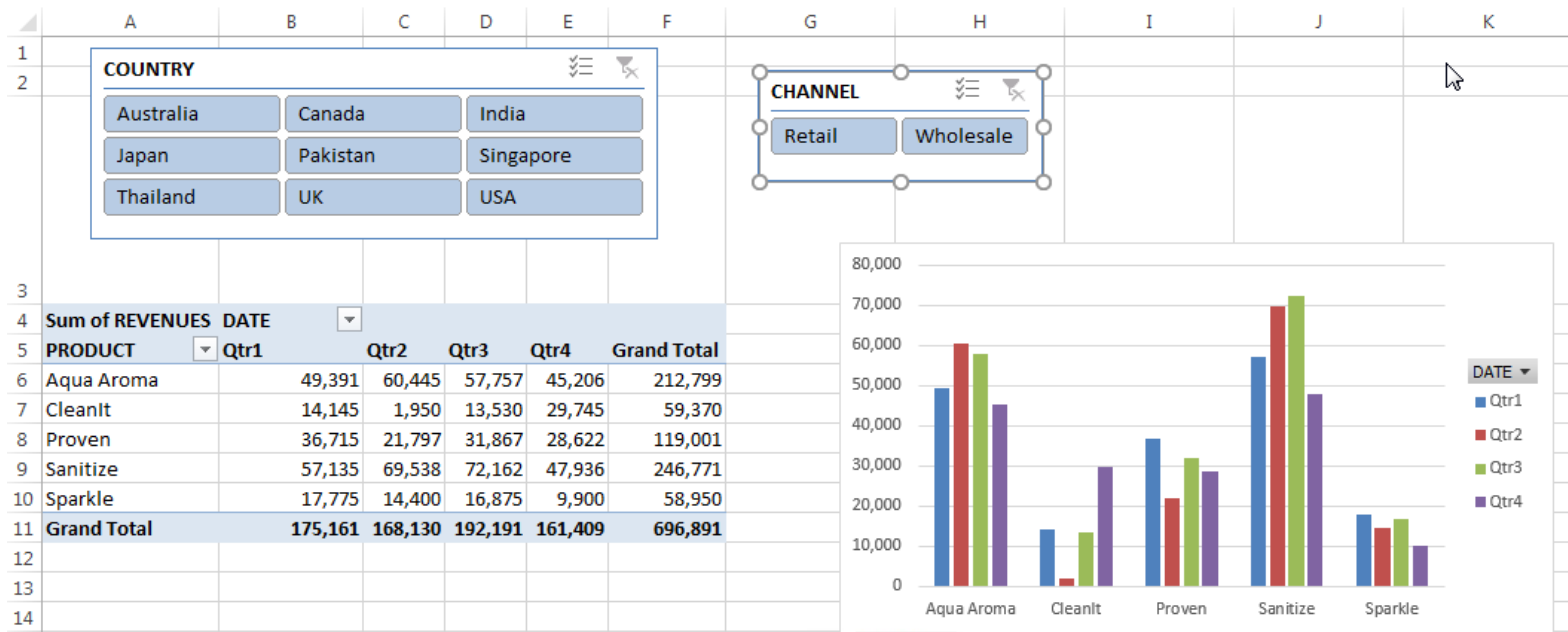 A B C D E F G H I J K
1
COUNTRY
2
CHANNEL
Australia Canada India
Retail Wholesale
Japan Pakistan Singapore
Thailand UK USA
3
4 Sum of REVENUES DATE
5 PRODUCT Qtr1 Qtr2 Qtr3 Qtr4 Grand Total
6 Aqua Aroma 49,391 60,445 57,757 45,206 212,799
7 CleanIt 14,145 1,950 13,530 29,745 59,370
8 Proven 36,715 21,797 31,867 28,622 119,001
9 Sanitize 57,135 69,538 72,162 47,936 246,771
10 Sparkle 17,775 14,400 16,875 9,900 58,950
11 Grand Total 175,161 168,130 192,191 161,409 696,891
12
13
14
80,000
70,000
60,000
50,000
40,000
30,000
20,000
10,000
0
Aqua Aroma CleanIt Proven Sanitize Sparkle
DATE
Qtr1
Qtr2
Qtr3
Qtr4